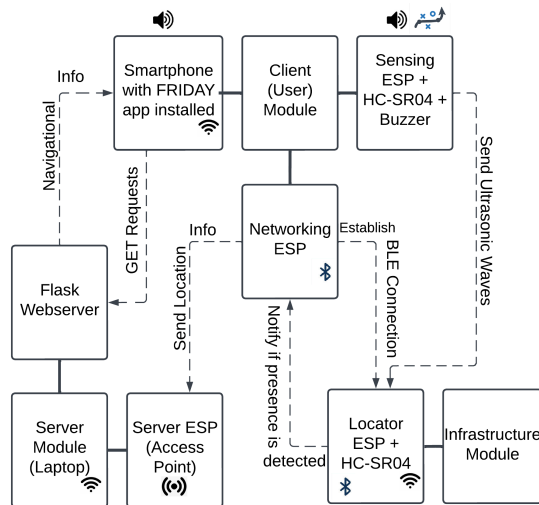 Info
Navigational
Smartphone
with FRIDAY
app installed
Client
(User)
Module
Sensing
ESP +
HC-SR04 +
Buzzer
GET Requests
Send Ultrasonic Waves
Networking
ESP
Info
Send Location
Establish
BLE Connection
Flask
Webserver
Notify if presence is
detected
Server
Module
(Laptop)
Server ESP
(Access
Point)
Locator
ESP +
HC-SR04
Infrastructure
Module